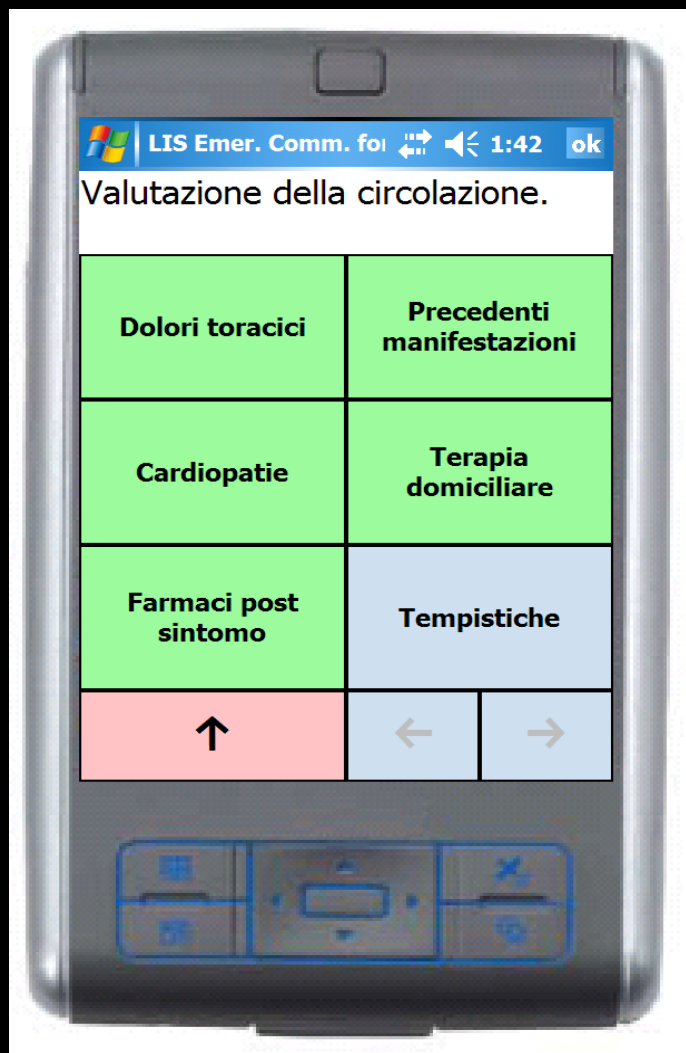 LIS Emer. Comm. for
1:42
ok
Valutazione della circolazione.
Dolori toracici
Precedenti
manifestazioni
Cardiopatie
Terapia
domiciliare
Farmaci post
sintomo
Tempistiche
↑
← →